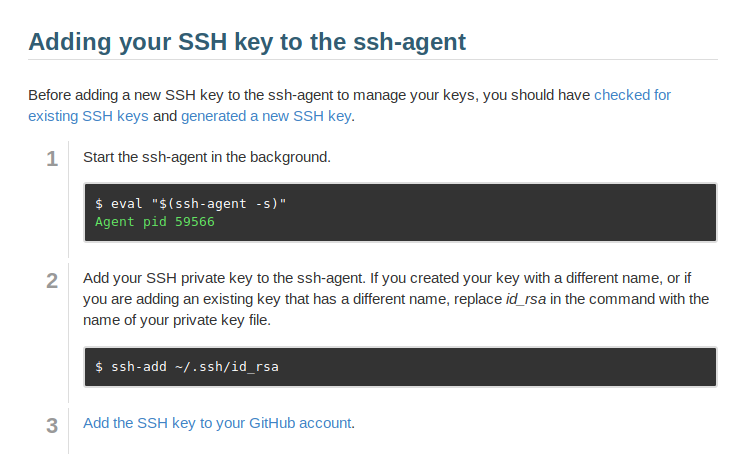 Adding your SSH key to the ssh-agent
Before adding a new SSH key to the ssh-agent to manage your keys, you should have checked for
existing SSH keys and generated a new SSH key.
1
Start the ssh-agent in the background.
$ eval "$(ssh-agent -s)"
Agent pid 59566
2
Add your SSH private key to the ssh-agent. If you created your key with a different name, or if
you are adding an existing key that has a different name, replace id_rsa in the command with the
name of your private key file.
$ ssh-add ~/.ssh/id_rsa
3
Add the SSH key to your GitHub account.